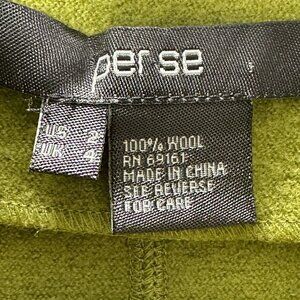 per se
US 2
UK 4
100% WOOL
RN 69161
MADE IN CHINA
SEE REVERSE
FOR CARE